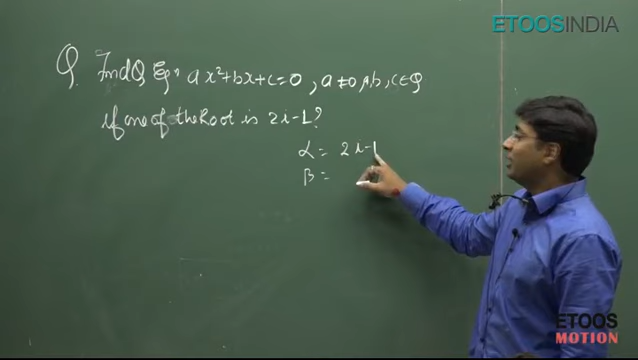 ETOOSINDIA
Q. Find Q Eqn ax²+bx+c=0, a≠0, a,b,c∈Q
if one of the Root is 2i-1?
α = 2i-1
β =
ETOOS
MOTION